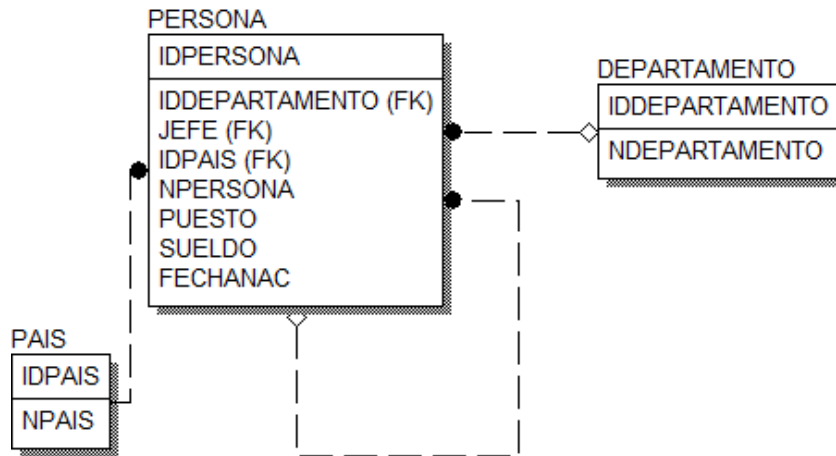 PERSONA
IDPERSONA
IDDEPARTAMENTO (FK)
JEFE (FK)
IDPAIS (FK)
NPERSONA
PUESTO
SUELDO
FECHANAC
DEPARTAMENTO
IDDEPARTAMENTO
NDEPARTAMENTO
PAIS
IDPAIS
NPAIS